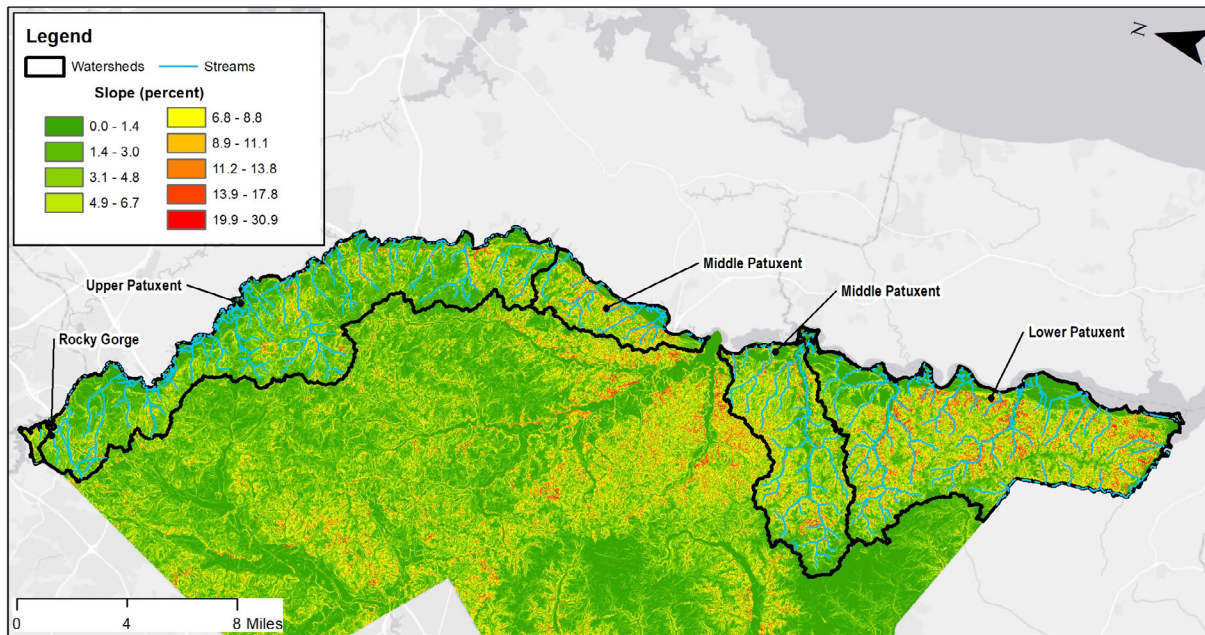 Legend
Watersheds
Streams
Slope (percent)
0.0 - 1.4
1.4 - 3.0
3.1 - 4.8
4.9 - 6.7
6.8 - 8.8
8.9 - 11.1
11.2 - 13.8
13.9 - 17.8
19.9 - 30.9
N
Middle Patuxent
Upper Patuxent
Middle Patuxent
Rocky Gorge
Lower Patuxent
0 4 8 Miles